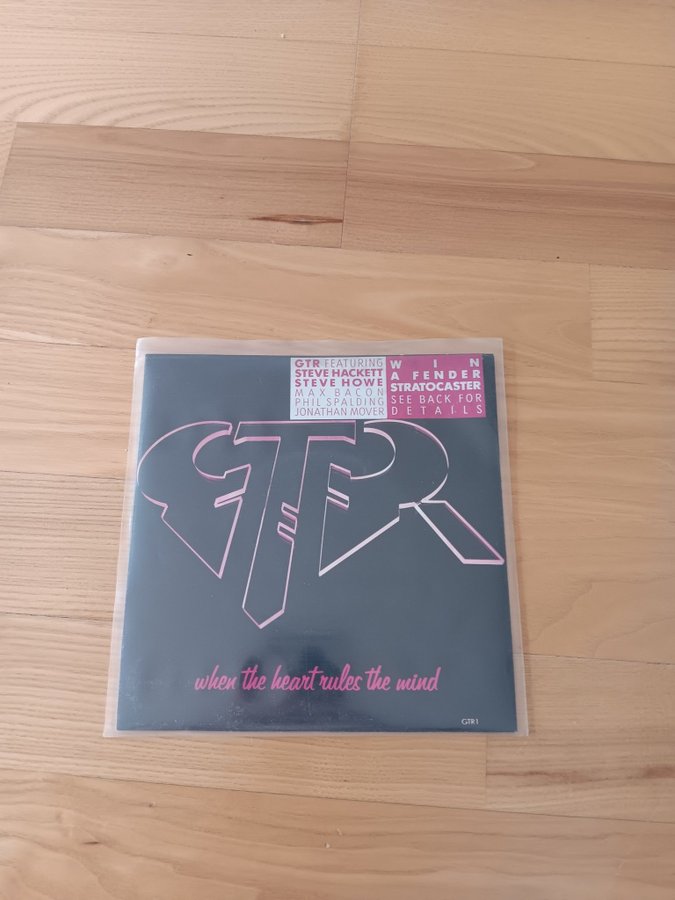 GTR FEATURING
STEVE HACKETT
STEVE HOWE
MAX BACON
PHIL SPALDING
JONATHAN MOVER
WIN
A FENDER
STRATOCASTER
SEE BACK FOR
DETAILS
GTR
when the heart rules the mind
GTR1